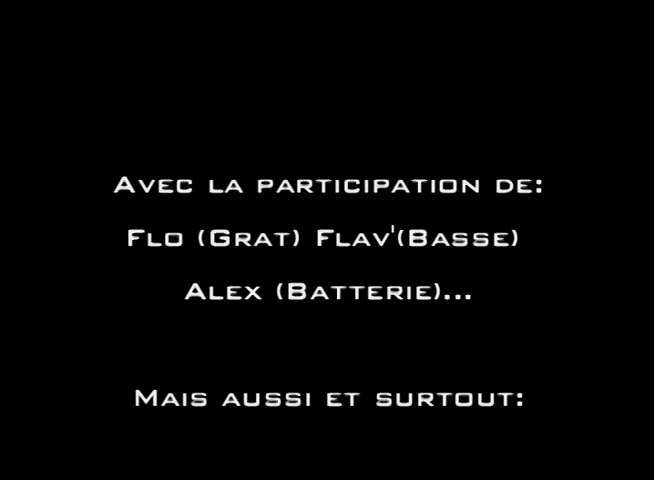 Avec la participation de:
Flo (Grat) Flav'(Basse)
Alex (Batterie)...
Mais aussi et surtout: